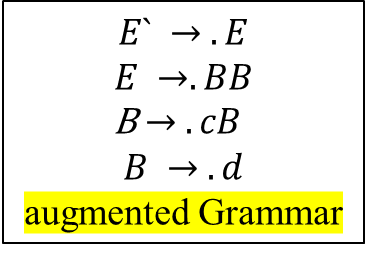 E` → . E
E → . BB
B → . cB
B → . d
augmented Grammar